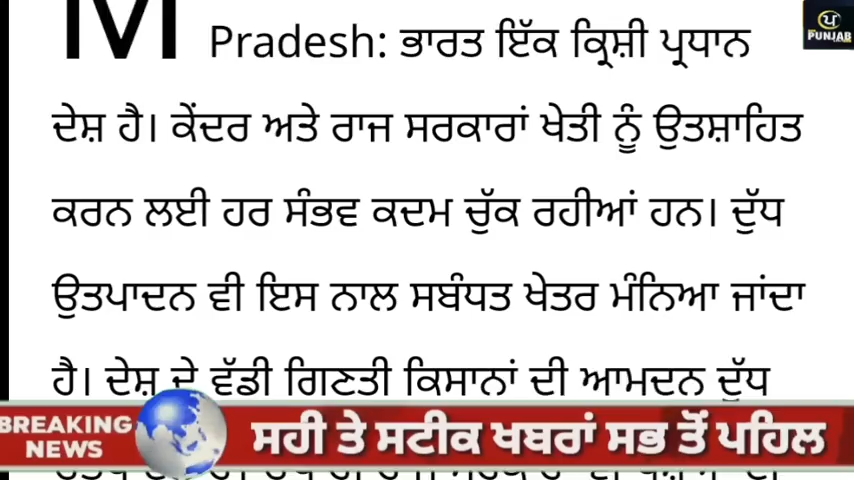 ਪ
PUNJAB
M Pradesh: ਭਾਰਤ ਇੱਕ ਕ੍ਰਿਸ਼ੀ ਪ੍ਰਧਾਨ
ਦੇਸ਼ ਹੈ। ਕੇਂਦਰ ਅਤੇ ਰਾਜ ਸਰਕਾਰਾਂ ਖੇਤੀ ਨੂੰ ਉਤਸ਼ਾਹਿਤ
ਕਰਨ ਲਈ ਹਰ ਸੰਭਵ ਕਦਮ ਚੁੱਕ ਰਹੀਆਂ ਹਨ। ਦੁੱਧ
ਉਤਪਾਦਨ ਵੀ ਇਸ ਨਾਲ ਸਬੰਧਤ ਖੇਤਰ ਮੰਨਿਆ ਜਾਂਦਾ
ਹੈ। ਦੇਸ਼ ਦੇ ਵੱਡੀ ਗਿਣਤੀ ਕਿਸਾਨਾਂ ਦੀ ਆਮਦਨ ਦੁੱਧ
BREAKING
NEWS
ਸਹੀ ਤੇ ਸਟੀਕ ਖਬਰਾਂ ਸਭ ਤੋਂ ਪਹਿਲ